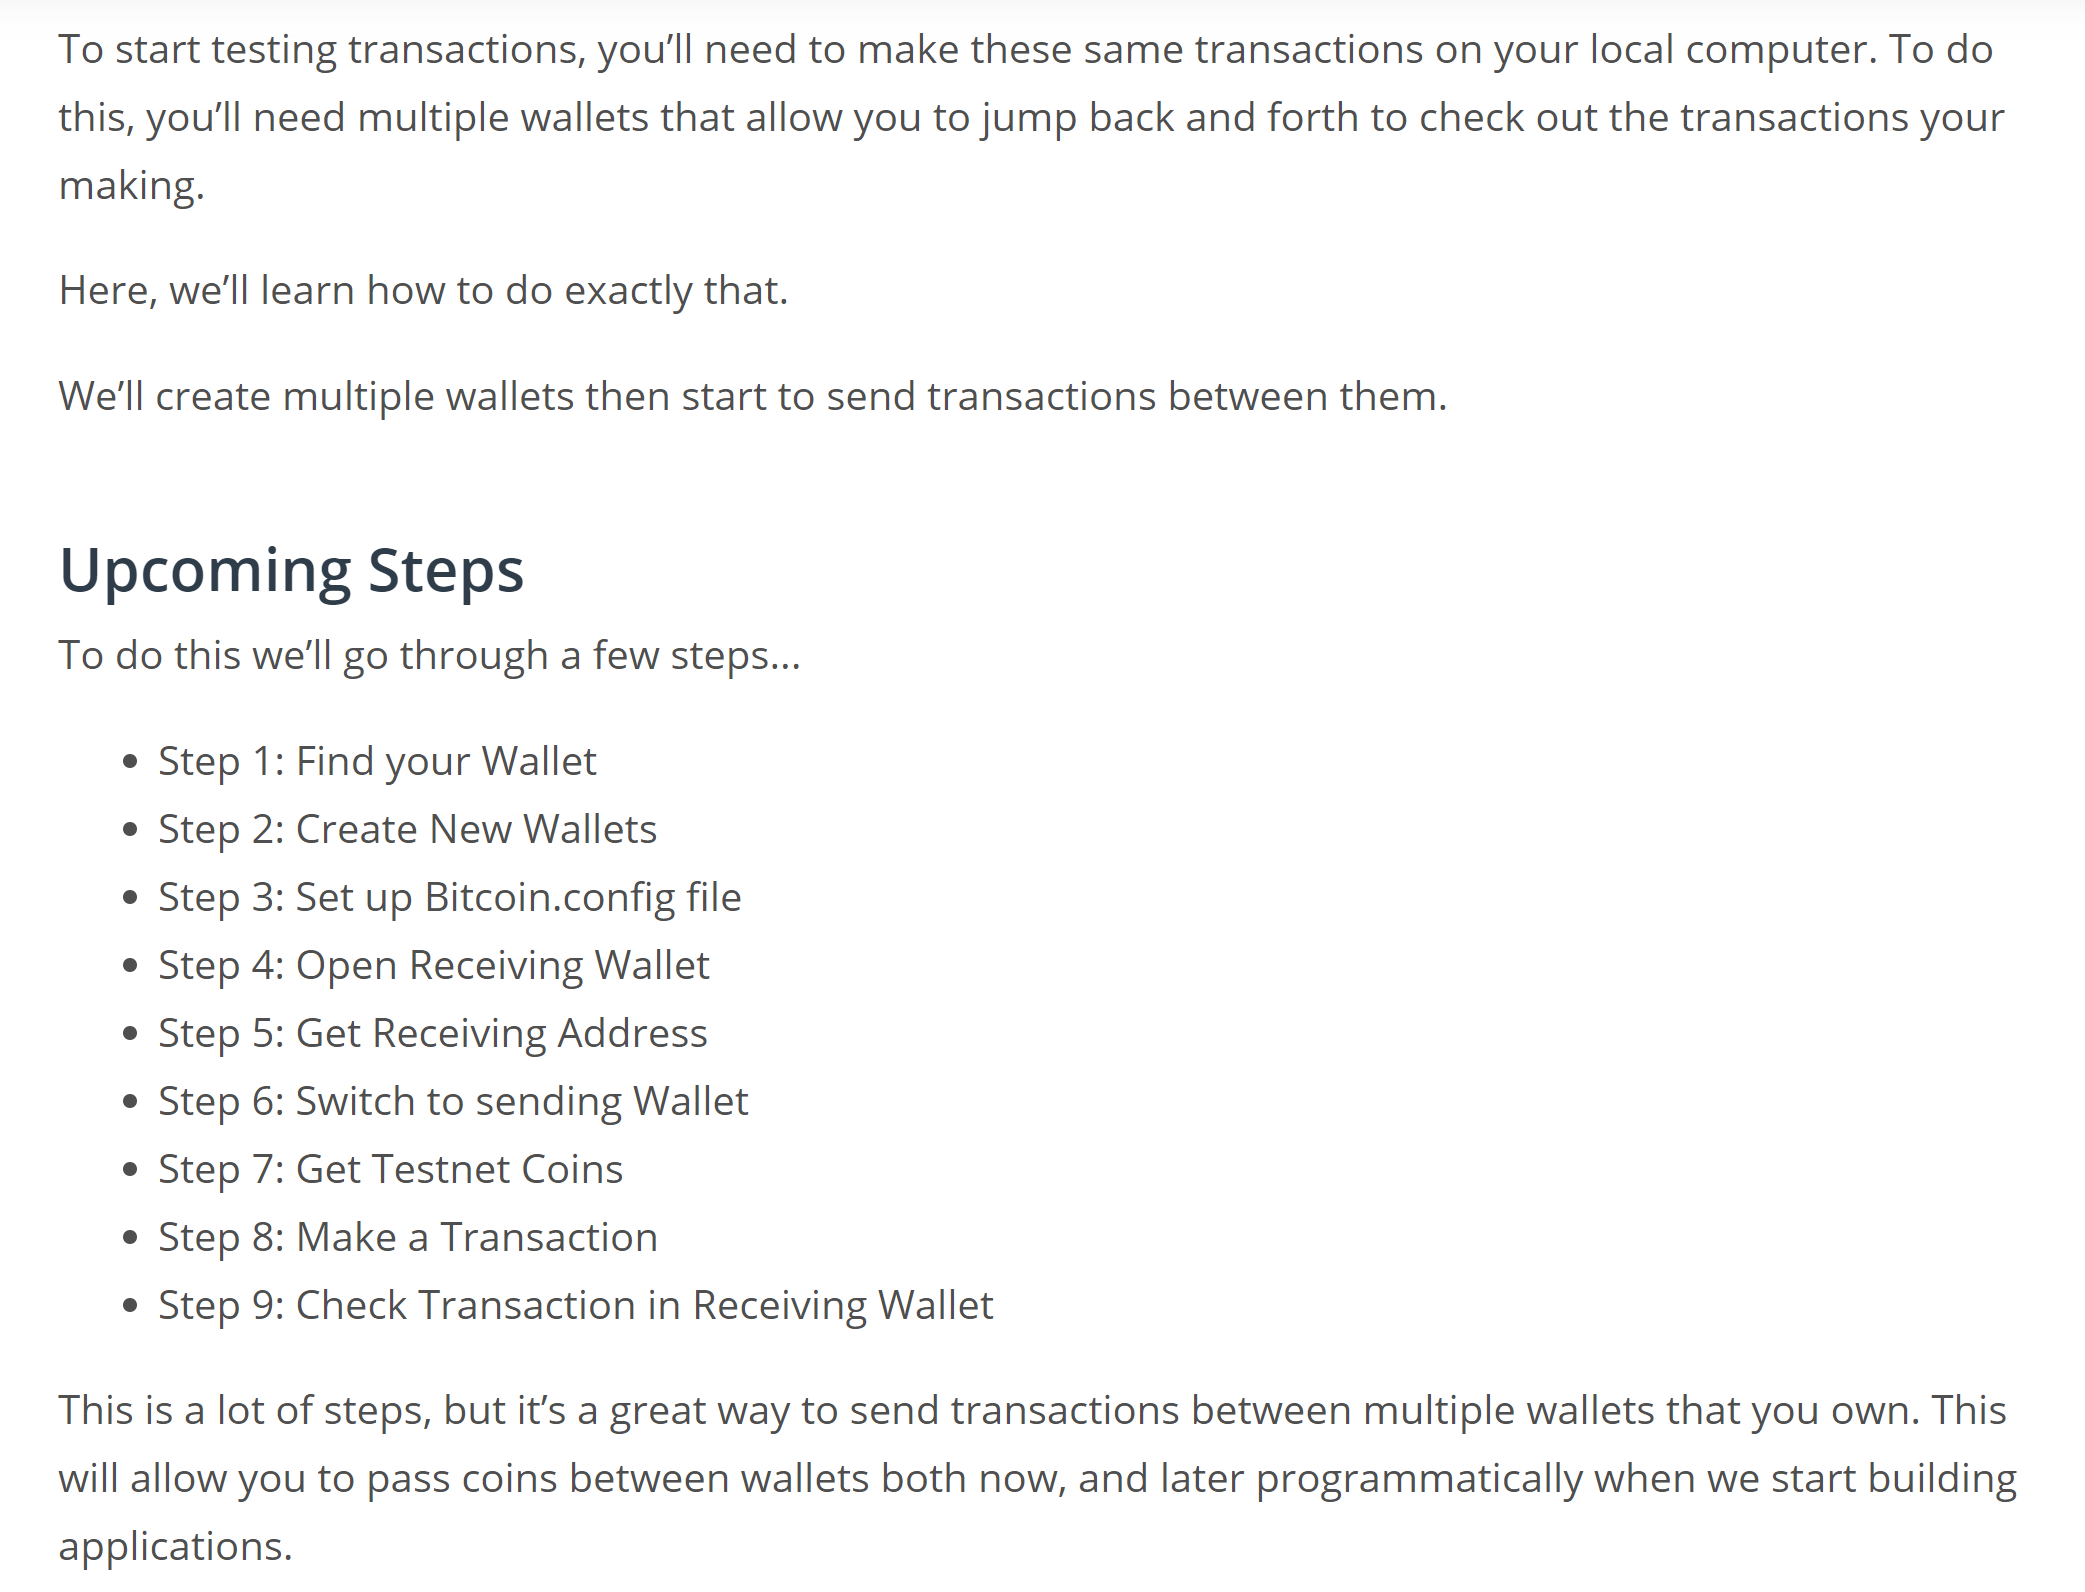 To start testing transactions, you’ll need to make these same transactions on your local computer. To do
this, you’ll need multiple wallets that allow you to jump back and forth to check out the transactions your
making.
Here, we’ll learn how to do exactly that.
We’ll create multiple wallets then start to send transactions between them.
Upcoming Steps
To do this we’ll go through a few steps...
• Step 1: Find your Wallet
• Step 2: Create New Wallets
• Step 3: Set up Bitcoin.config file
• Step 4: Open Receiving Wallet
• Step 5: Get Receiving Address
• Step 6: Switch to sending Wallet
• Step 7: Get Testnet Coins
• Step 8: Make a Transaction
• Step 9: Check Transaction in Receiving Wallet
This is a lot of steps, but it’s a great way to send transactions between multiple wallets that you own. This
will allow you to pass coins between wallets both now, and later programmatically when we start building
applications.